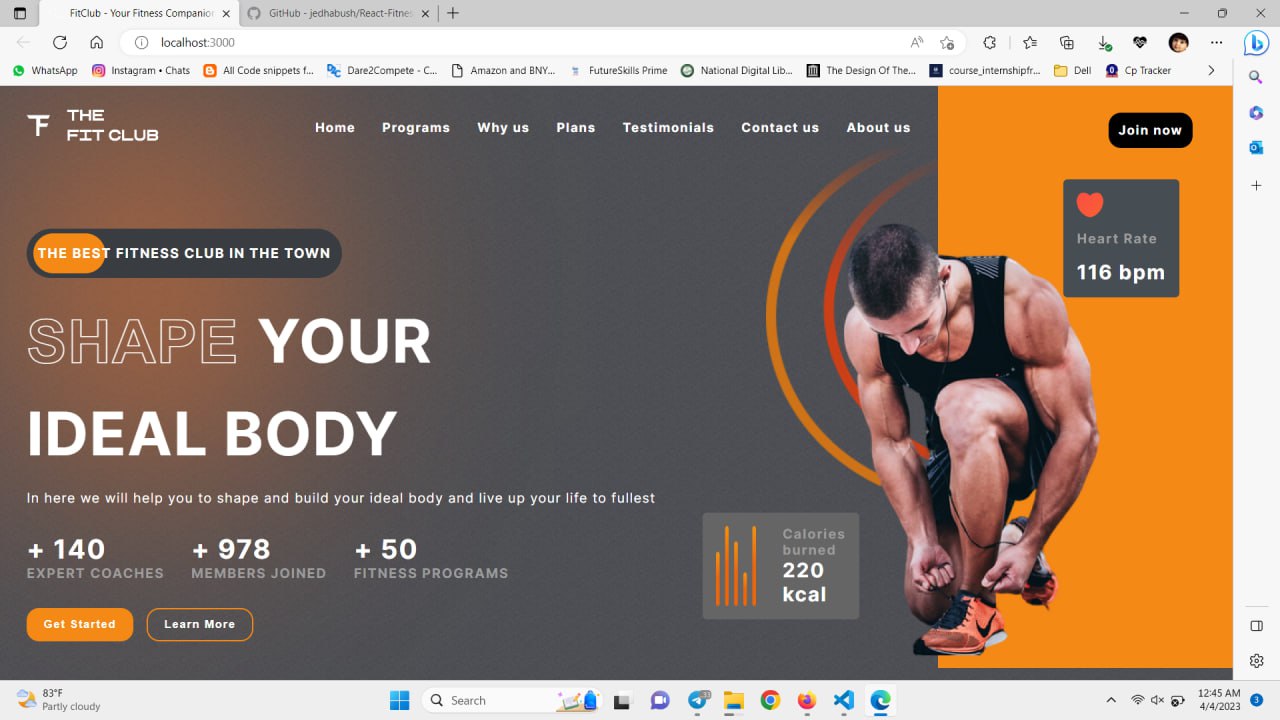 FitClub - Your Fitness Companion
GitHub - jedhabush/React-Fitnes
localhost:3000
WhatsApp
Instagram • Chats
All Code snippets f...
Dare2Compete - C...
Amazon and BNY...
FutureSkills Prime
National Digital Lib...
The Design Of The...
course_internshipfr...
Dell
Cp Tracker
THE
FIT CLUB
Home Programs Why us Plans Testimonials Contact us About us
Join now
Heart Rate
116 bpm
THE BEST FITNESS CLUB IN THE TOWN
SHAPE YOUR
IDEAL BODY
In here we will help you to shape and build your ideal body and live up your life to fullest
+ 140
EXPERT COACHES
+ 978
MEMBERS JOINED
+ 50
FITNESS PROGRAMS
Calories
burned
220
kcal
Get Started
Learn More
83°F
Partly cloudy
Search
12:45 AM
4/4/2023
3